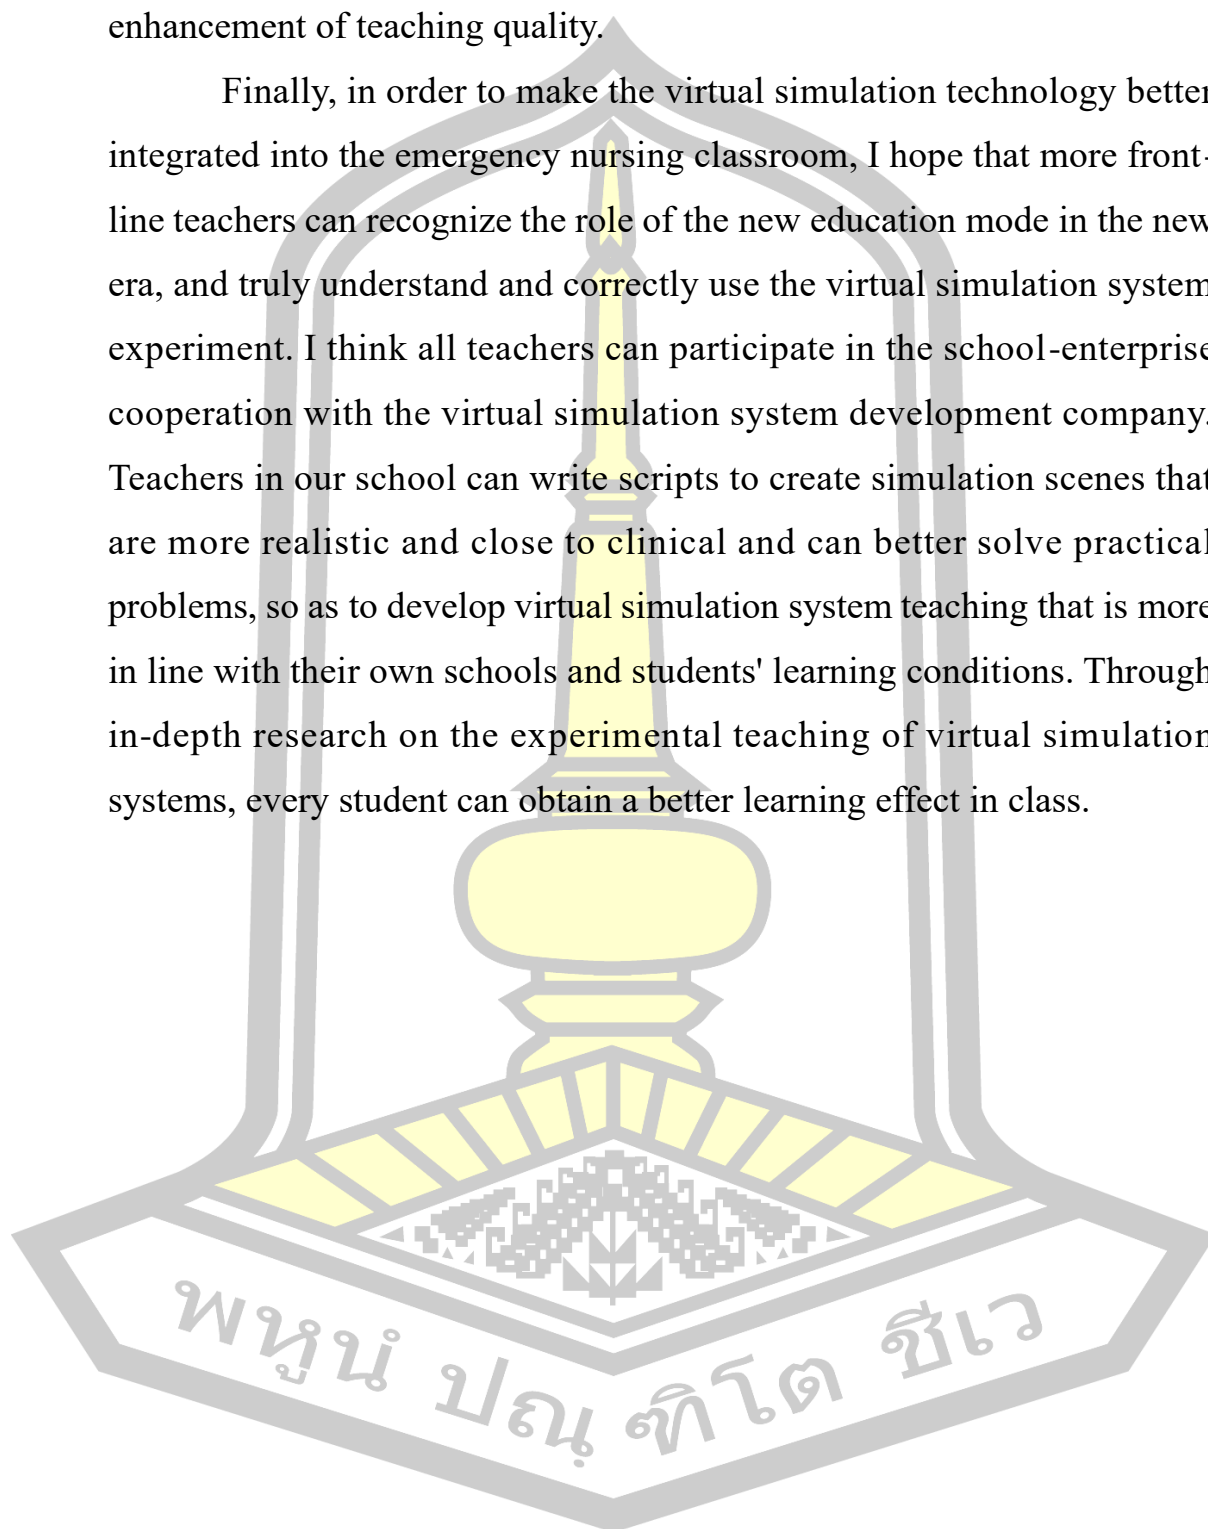 enhancement of teaching quality.
Finally, in order to make the virtual simulation technology better
integrated into the emergency nursing classroom, I hope that more front-
line teachers can recognize the role of the new education mode in the new
era, and truly understand and correctly use the virtual simulation system
experiment. I think all teachers can participate in the school-enterprise
cooperation with the virtual simulation system development company.
Teachers in our school can write scripts to create simulation scenes that
are more realistic and close to clinical and can better solve practical
problems, so as to develop virtual simulation system teaching that is more
in line with their own schools and students' learning conditions. Through
in-depth research on the experimental teaching of virtual simulation
systems, every student can obtain a better learning effect in class.
พหูนํ ปณฺ ฑิโต ชีเว